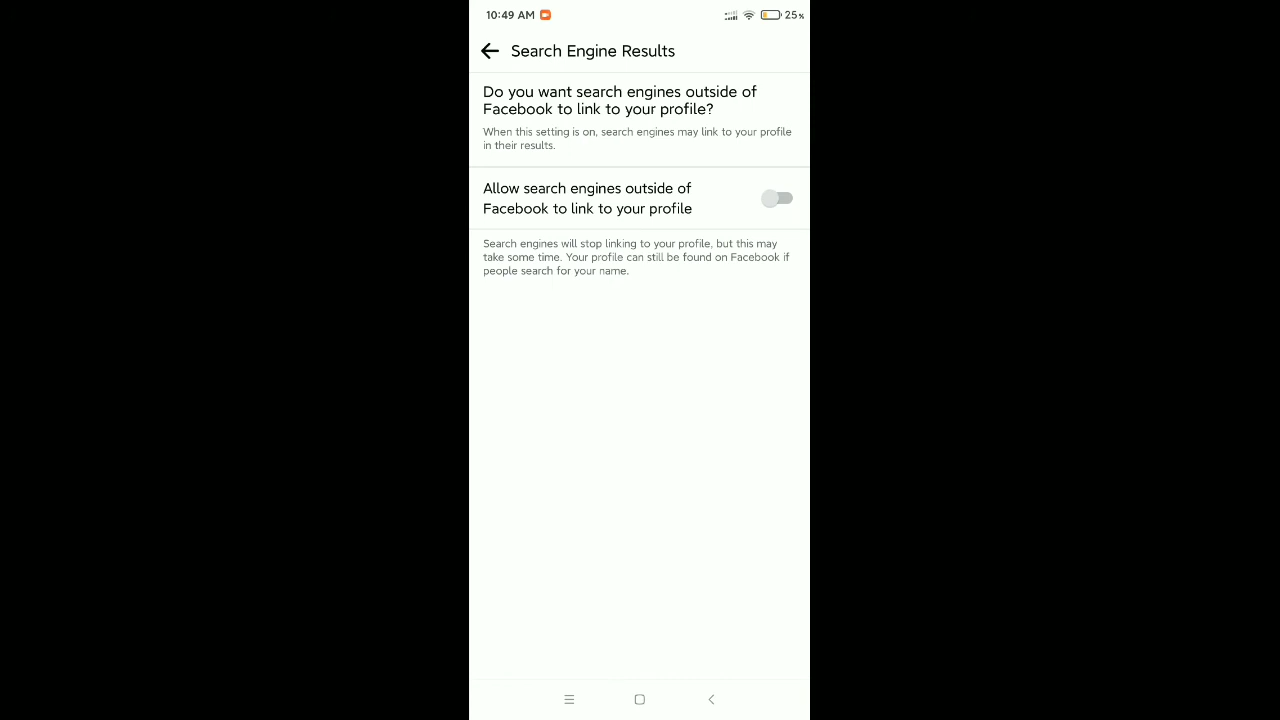 10:49 AM
25%
Search Engine Results
Do you want search engines outside of
Facebook to link to your profile?
When this setting is on, search engines may link to your profile
in their results.
Allow search engines outside of
Facebook to link to your profile
Search engines will stop linking to your profile, but this may
take some time. Your profile can still be found on Facebook if
people search for your name.